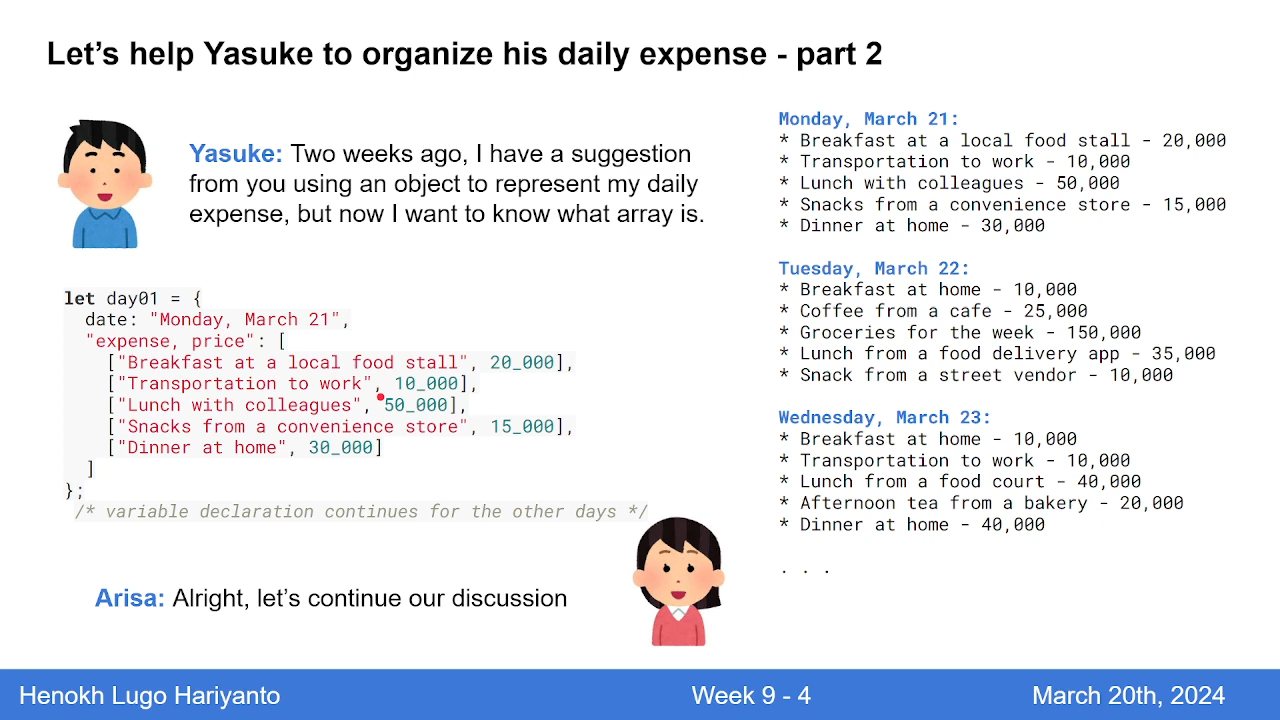 Let's help Yasuke to organize his daily expense - part 2
Yasuke: Two weeks ago, I have a suggestion
from you using an object to represent my daily
expense, but now I want to know what array is.
let day01 = {
  date: "Monday, March 21",
  "expense, price": [
    ["Breakfast at a local food stall", 20_000],
    ["Transportation to work", 10_000],
    ["Lunch with colleagues", 50_000],
    ["Snacks from a convenience store", 15_000],
    ["Dinner at home", 30_000]
  ]
};
/* variable declaration continues for the other days */
Arisa: Alright, let's continue our discussion
Monday, March 21:
* Breakfast at a local food stall - 20,000
* Transportation to work - 10,000
* Lunch with colleagues - 50,000
* Snacks from a convenience store - 15,000
* Dinner at home - 30,000
Tuesday, March 22:
* Breakfast at home - 10,000
* Coffee from a cafe - 25,000
* Groceries for the week - 150,000
* Lunch from a food delivery app - 35,000
* Snack from a street vendor - 10,000
Wednesday, March 23:
* Breakfast at home - 10,000
* Transportation to work - 10,000
* Lunch from a food court - 40,000
* Afternoon tea from a bakery - 20,000
* Dinner at home - 40,000
. . .
Henokh Lugo Hariyanto
Week 9 - 4
March 20th, 2024